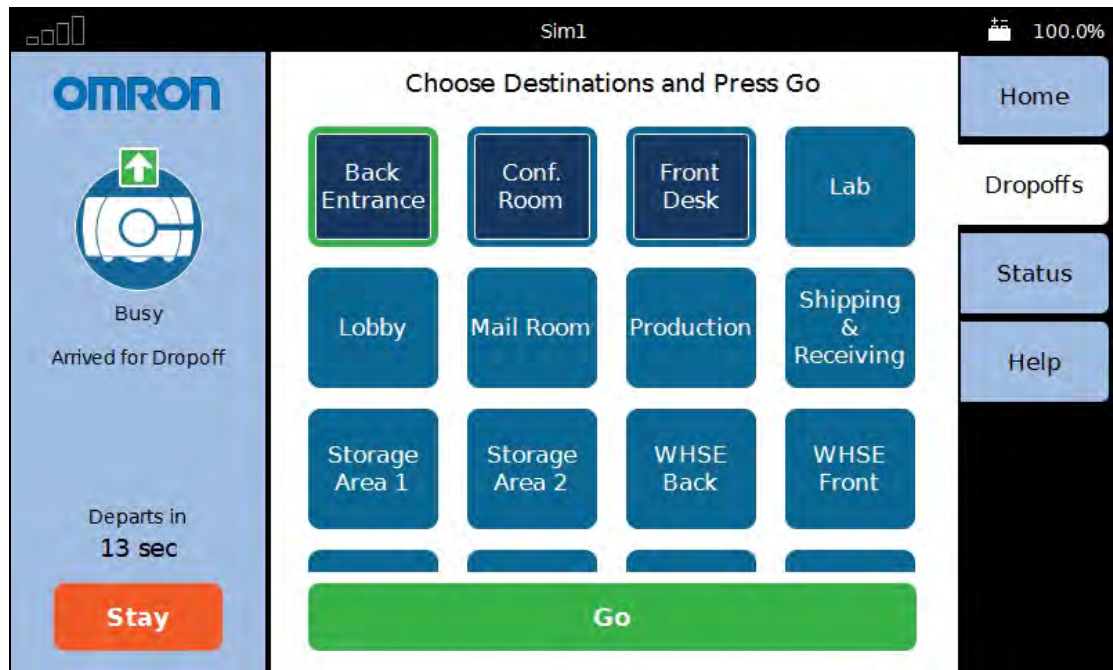 Sim1
100.0%
OMRON
Busy
Arrived for Dropoff
Departs in
13 sec
Stay
Choose Destinations and Press Go
Back
Entrance
Conf.
Room
Front
Desk
Lab
Lobby
Mail Room
Production
Shipping
&
Receiving
Storage
Area 1
Storage
Area 2
WHSE
Back
WHSE
Front
Go
Home
Dropoffs
Status
Help